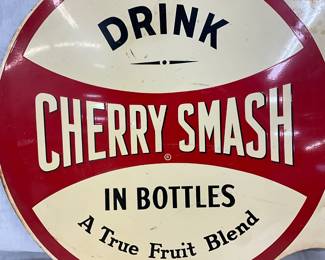 DRINK
CHERRY SMASH
®
IN BOTTLES
A True Fruit Blend